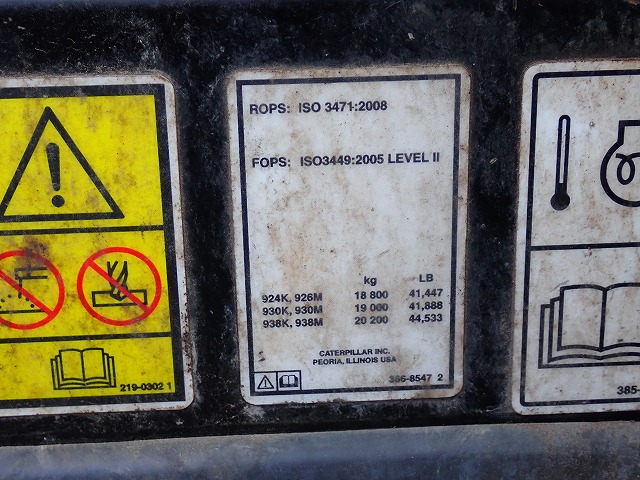 219-0302 1
ROPS: ISO 3471:2008
FOPS: ISO3449:2005 LEVEL II
kg LB
924K, 926M 18 800 41,447
930K, 930M 19 000 41,888
938K, 938M 20 200 44,533
CATERPILLAR INC.
PEORIA, ILLINOIS USA
386-8547 2
385-